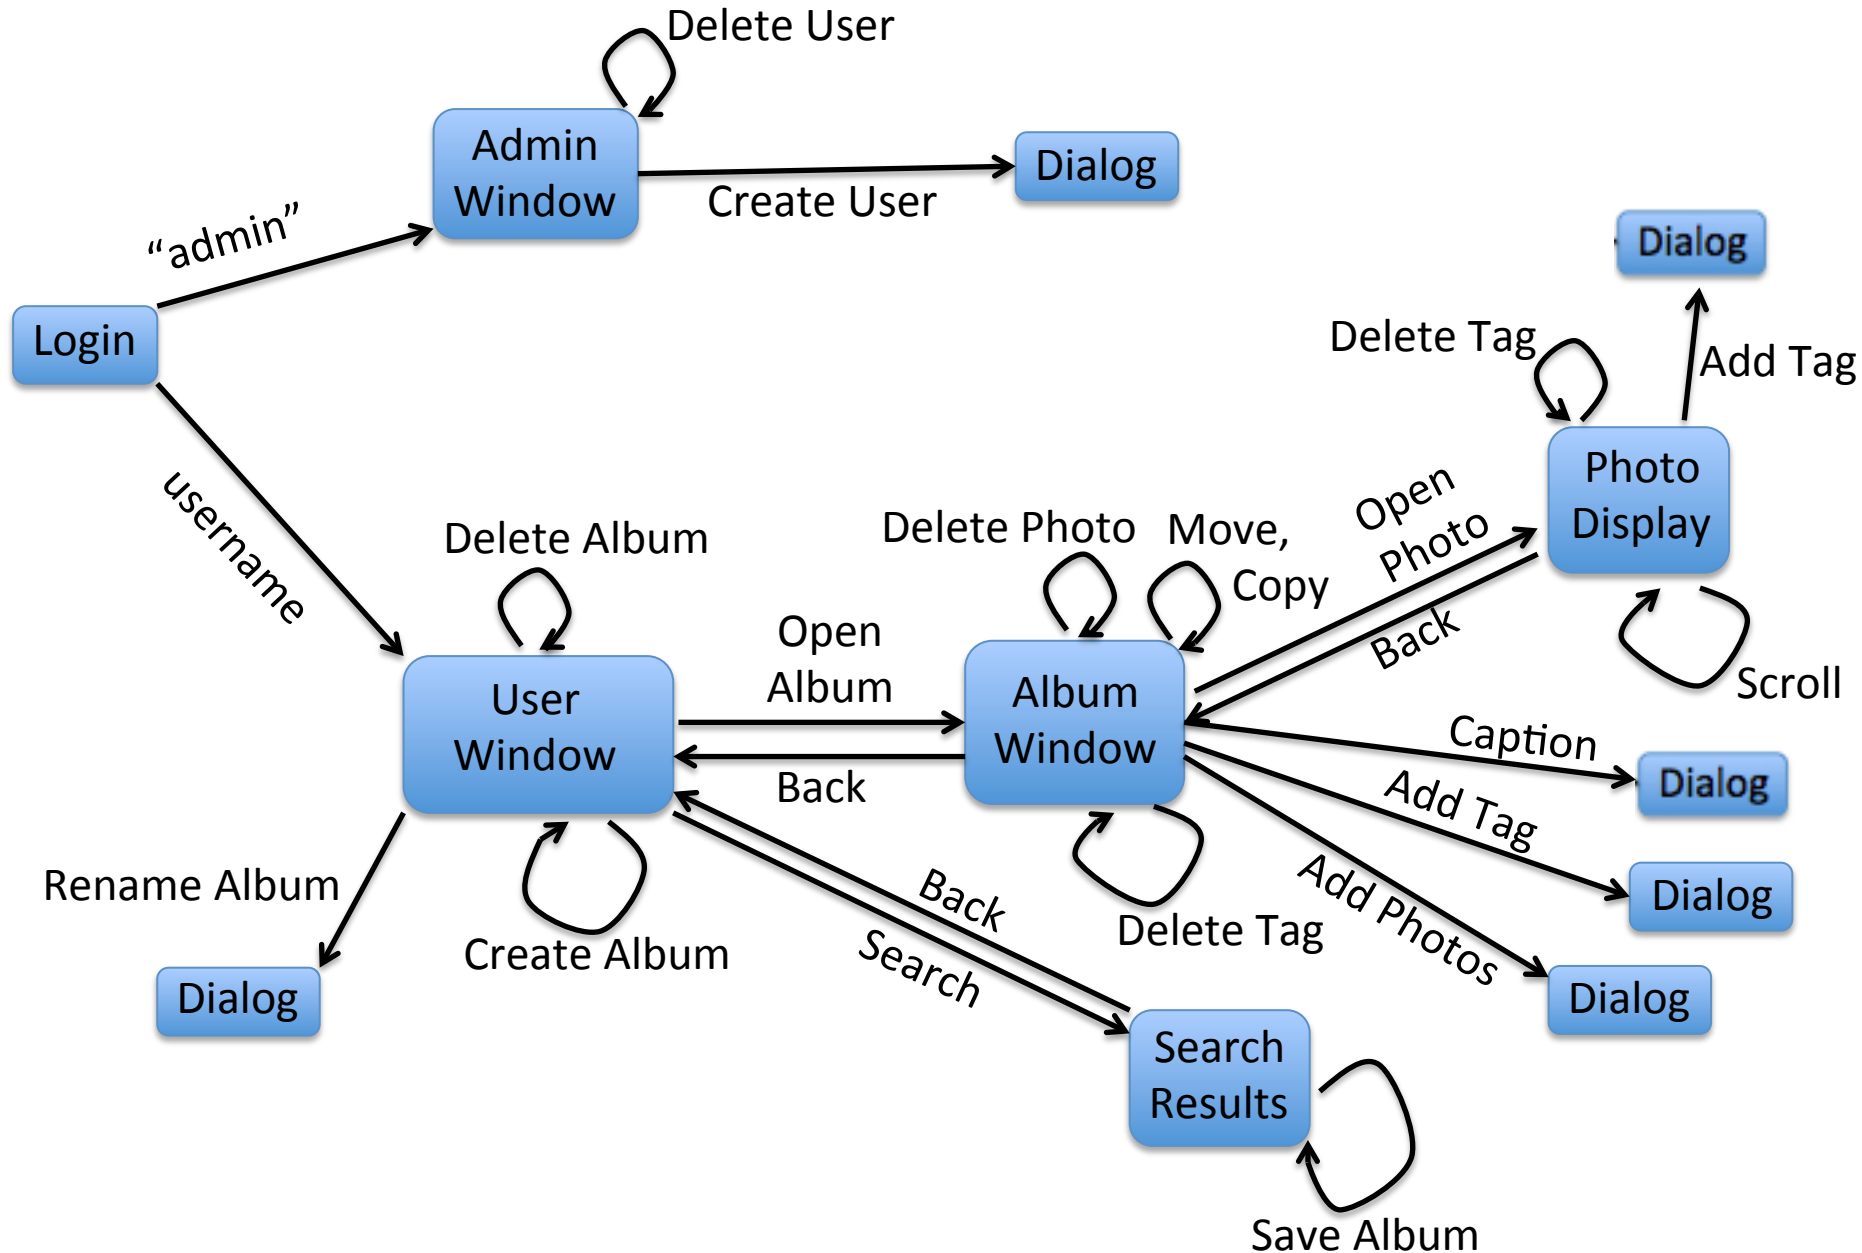 Delete User
Admin
Window
Create User
Dialog
“admin”
Login
username
Dialog
Delete Tag
Add Tag
Photo
Display
Open
Photo
Back
Scroll
Delete Album
User
Window
Open
Album
Back
Delete Photo
Move,
Copy
Album
Window
Caption
Dialog
Add Tag
Dialog
Add Photos
Dialog
Delete Tag
Rename Album
Dialog
Create Album
Back
Search
Search
Results
Save Album